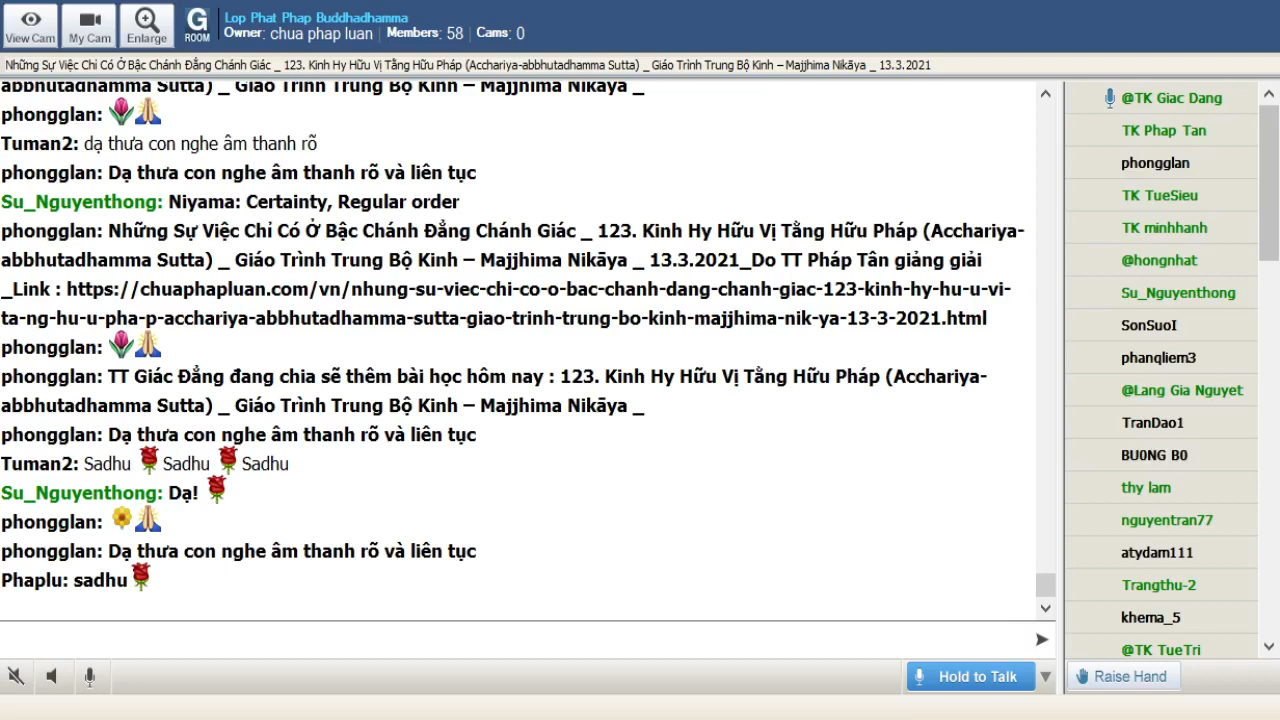 View Cam
My Cam
Enlarge
G
ROOM
Lop Phat Phap Buddhadhamma
Owner: chua phap luan | Members: 58 | Cams: 0
Những Sự Việc Chỉ Có Ở Bậc Chánh Đẳng Chánh Giác _ 123. Kinh Hy Hữu Vị Tằng Hữu Pháp (Acchariya-abbhutadhamma Sutta) _ Giáo Trình Trung Bộ Kinh – Majjhima Nikāya _ 13.3.2021
abbhutadhamma Sutta) _ Giáo Trình Trung Bộ Kinh – Majjhima Nikāya _
phongglan: 🌷🙏
Tuman2: dạ thưa con nghe âm thanh rõ
phongglan: Dạ thưa con nghe âm thanh rõ và liên tục
Su_Nguyenthong: Niyama: Certainty, Regular order
phongglan: Những Sự Việc Chỉ Có Ở Bậc Chánh Đẳng Chánh Giác _ 123. Kinh Hy Hữu Vị Tằng Hữu Pháp (Acchariya-
abbhutadhamma Sutta) _ Giáo Trình Trung Bộ Kinh – Majjhima Nikāya _ 13.3.2021_Do TT Pháp Tân giảng giải
_Link : https://chuaphapluan.com/vn/nhung-su-viec-chi-co-o-bac-chanh-dang-chanh-giac-123-kinh-hy-hu-u-vi-
ta-ng-hu-u-pha-p-acchariya-abbhutadhamma-sutta-giao-trinh-trung-bo-kinh-majjhima-nik-ya-13-3-2021.html
phongglan: 🌷🙏
phongglan: TT Giác Đẳng đang chia sẽ thêm bài học hôm nay : 123. Kinh Hy Hữu Vị Tằng Hữu Pháp (Acchariya-
abbhutadhamma Sutta) _ Giáo Trình Trung Bộ Kinh – Majjhima Nikāya _
phongglan: Dạ thưa con nghe âm thanh rõ và liên tục
Tuman2: Sadhu 🌹Sadhu 🌹Sadhu
Su_Nguyenthong: Dạ! 🌹
phongglan: 🌼🙏
phongglan: Dạ thưa con nghe âm thanh rõ và liên tục
Phaplu: sadhu🌹
@TK Giac Dang
TK Phap Tan
phongglan
TK TueSieu
TK minhhanh
@hongnhat
Su_Nguyenthong
SonSuoI
phanqliem3
@Lang Gia Nguyet
TranDao1
BU0NG B0
thy lam
nguyentran77
atydam111
Trangthu-2
khema_5
@TK TueTri
Hold to Talk
Raise Hand